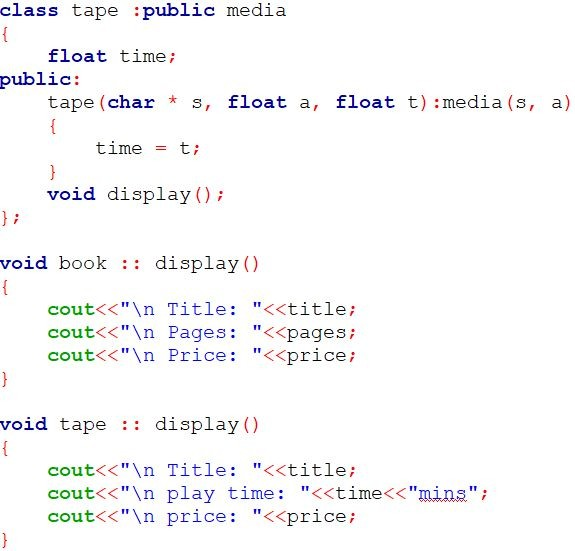 class tape :public media
{
    float time;
public:
    tape(char * s, float a, float t):media(s, a)
    {
        time = t;
    }
    void display();
};

void book :: display()
{
    cout<<"\n Title: "<<title;
    cout<<"\n Pages: "<<pages;
    cout<<"\n Price: "<<price;
}

void tape :: display()
{
    cout<<"\n Title: "<<title;
    cout<<"\n play time: "<<time<<"mins";
    cout<<"\n price: "<<price;
}